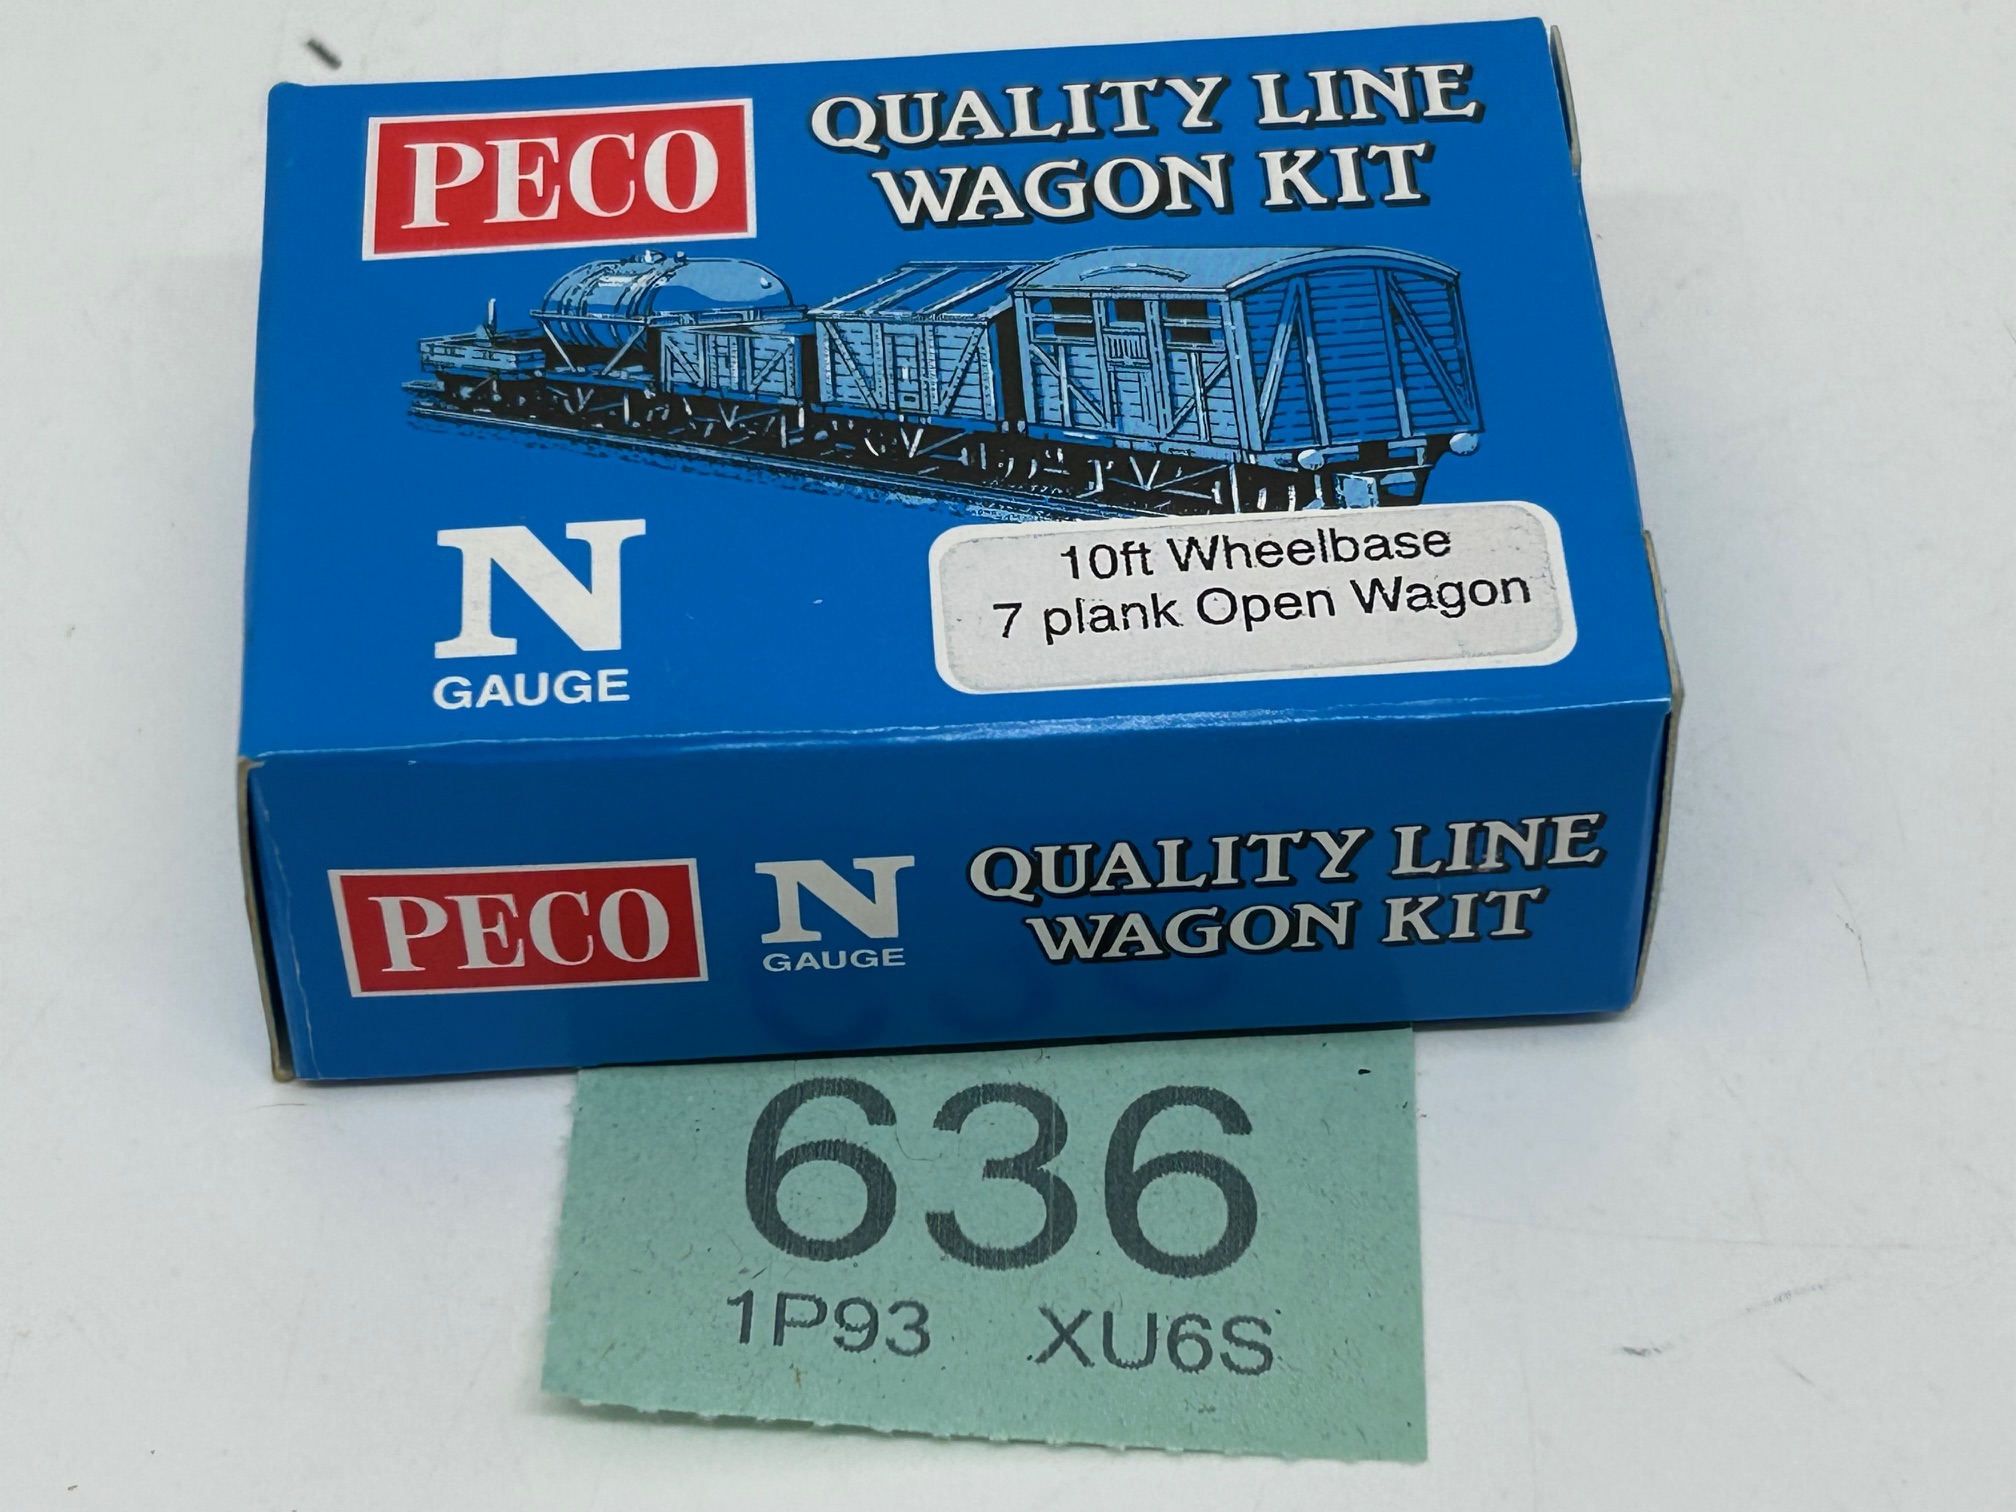 PECO
QUALITY LINE
WAGON KIT
N
GAUGE
10ft Wheelbase
7 plank Open Wagon
PECO
N
GAUGE
QUALITY LINE
WAGON KIT
636
1P93 XU6S